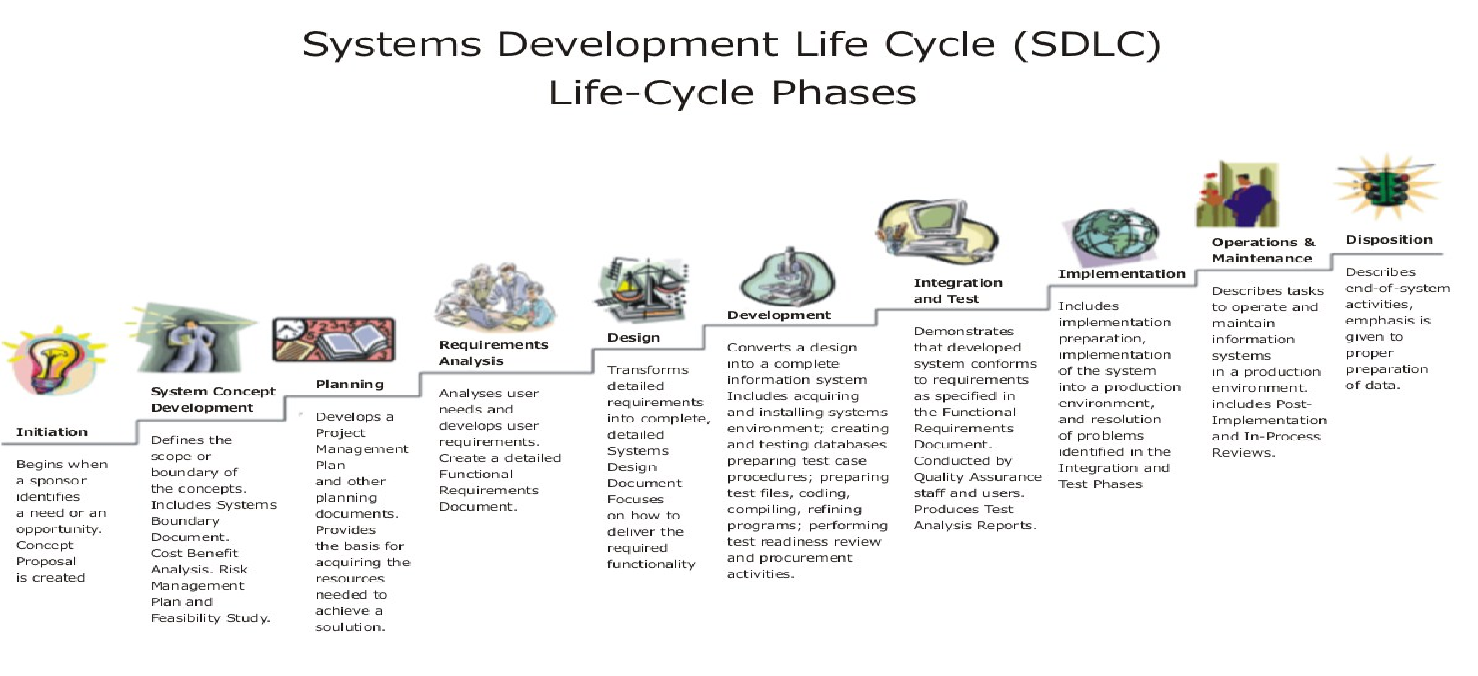 Systems Development Life Cycle (SDLC)
Life-Cycle Phases
Initiation
Begins when
a sponsor
identifies
a need or an
opportunity.
Concept
Proposal
is created
System Concept
Development
Defines the
scope or
boundary of
the concepts.
Includes Systems
Boundary
Document.
Cost Benefit
Analysis. Risk
Management
Plan and
Feasibility Study.
Planning
Develops a
Project
Management
Plan
and other
planning
documents.
Provides
the basis for
acquiring the
resources
needed to
achieve a
soulution.
Requirements
Analysis
Analyses user
needs and
develops user
requirements.
Create a detailed
Functional
Requirements
Document.
Design
Transforms
detailed
requirements
into complete,
detailed
Systems
Design
Document
Focuses
on how to
deliver the
required
functionality
Development
Converts a design
into a complete
information system
Includes acquiring
and installing systems
environment; creating
and testing databases
preparing test case
procedures; preparing
test files, coding,
compiling, refining
programs; performing
test readiness review
and procurement
activities.
Integration
and Test
Demonstrates
that developed
system conforms
to requirements
as specified in
the Functional
Requirements
Document.
Conducted by
Quality Assurance
staff and users.
Produces Test
Analysis Reports.
Implementation
Includes
implementation
preparation,
implementation
of the system
into a production
environment,
and resolution
of problems
identified in the
Integration and
Test Phases
Operations &
Maintenance
Describes tasks
to operate and
maintain
information
systems
in a production
environment.
includes Post-
Implementation
and In-Process
Reviews.
Disposition
Describes
end-of-system
activities,
emphasis is
given to
proper
preparation
of data.